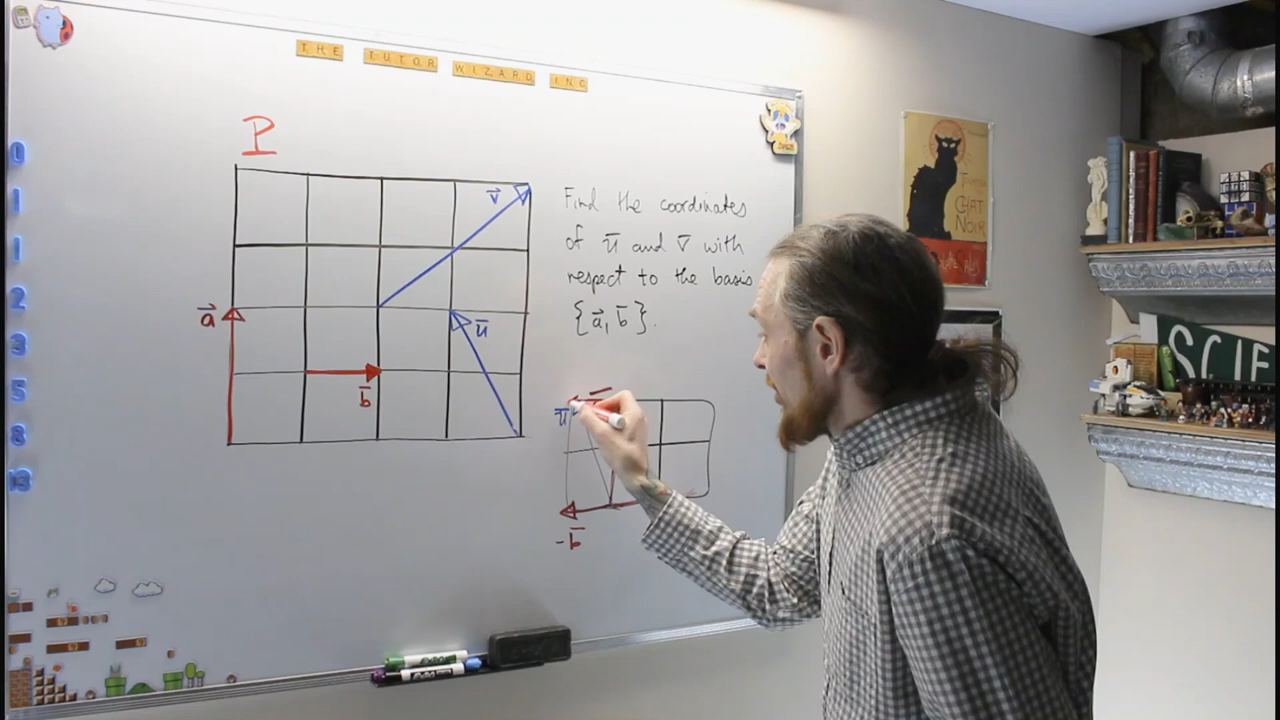 THE TUTOR WIZARD INC
P
v⃗
Find the coordinates
of u̅ and v̅ with
respect to the basis
{a⃗, b̅}.
a⃗
u̅
b̅
u̅
-b̅
0
1
1
2
3
5
8
13
CHAT
NOIR
SCIE